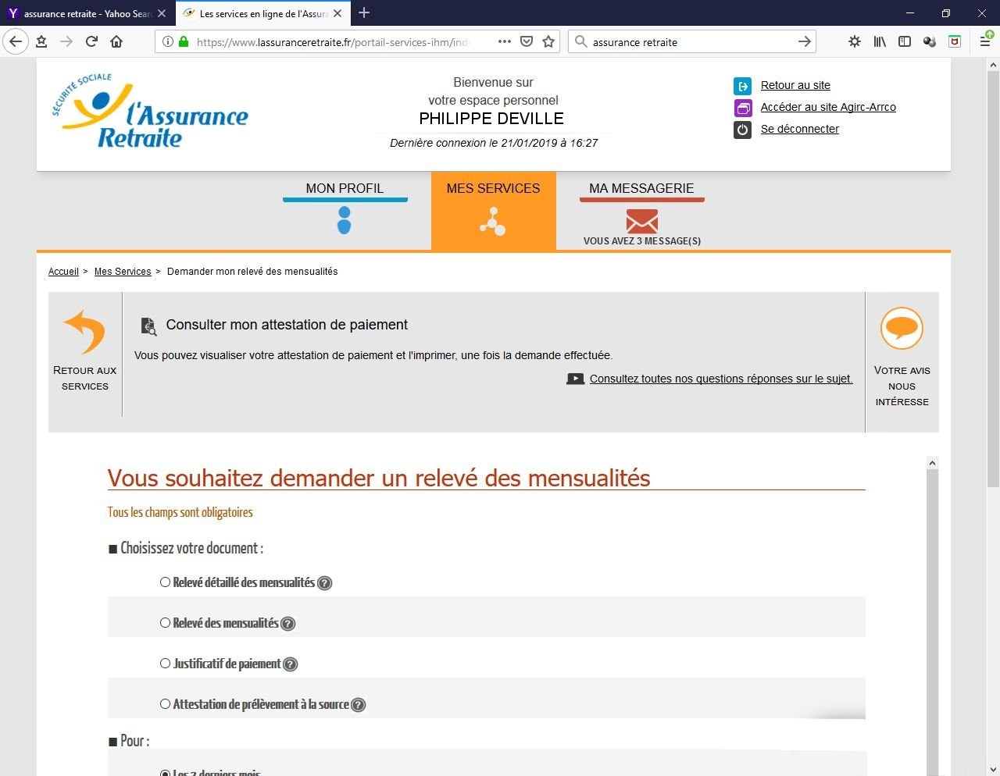 assurance retraite - Yahoo Sear
Les services en ligne de l'Assura
https://www.lassuranceretraite.fr/portail-services-ihm/ind
assurance retraite
SÉCURITÉ SOCIALE
l'Assurance
Retraite
Bienvenue sur
votre espace personnel
PHILIPPE DEVILLE
Dernière connexion le 21/01/2019 à 16:27
Retour au site
Accéder au site Agirc-Arrco
Se déconnecter
MON PROFIL
MES SERVICES
MA MESSAGERIE
VOUS AVEZ 3 MESSAGE(S)
Accueil > Mes Services > Demander mon relevé des mensualités
RETOUR AUX
SERVICES
Consulter mon attestation de paiement
Vous pouvez visualiser votre attestation de paiement et l'imprimer, une fois la demande effectuée.
Consultez toutes nos questions réponses sur le sujet.
VOTRE AVIS
NOUS
INTÉRESSE
Vous souhaitez demander un relevé des mensualités
Tous les champs sont obligatoires
Choisissez votre document :
Relevé détaillé des mensualités ?
Relevé des mensualités ?
Justificatif de paiement ?
Attestation de prélèvement à la source ?
Pour :
Les 3 derniers mois